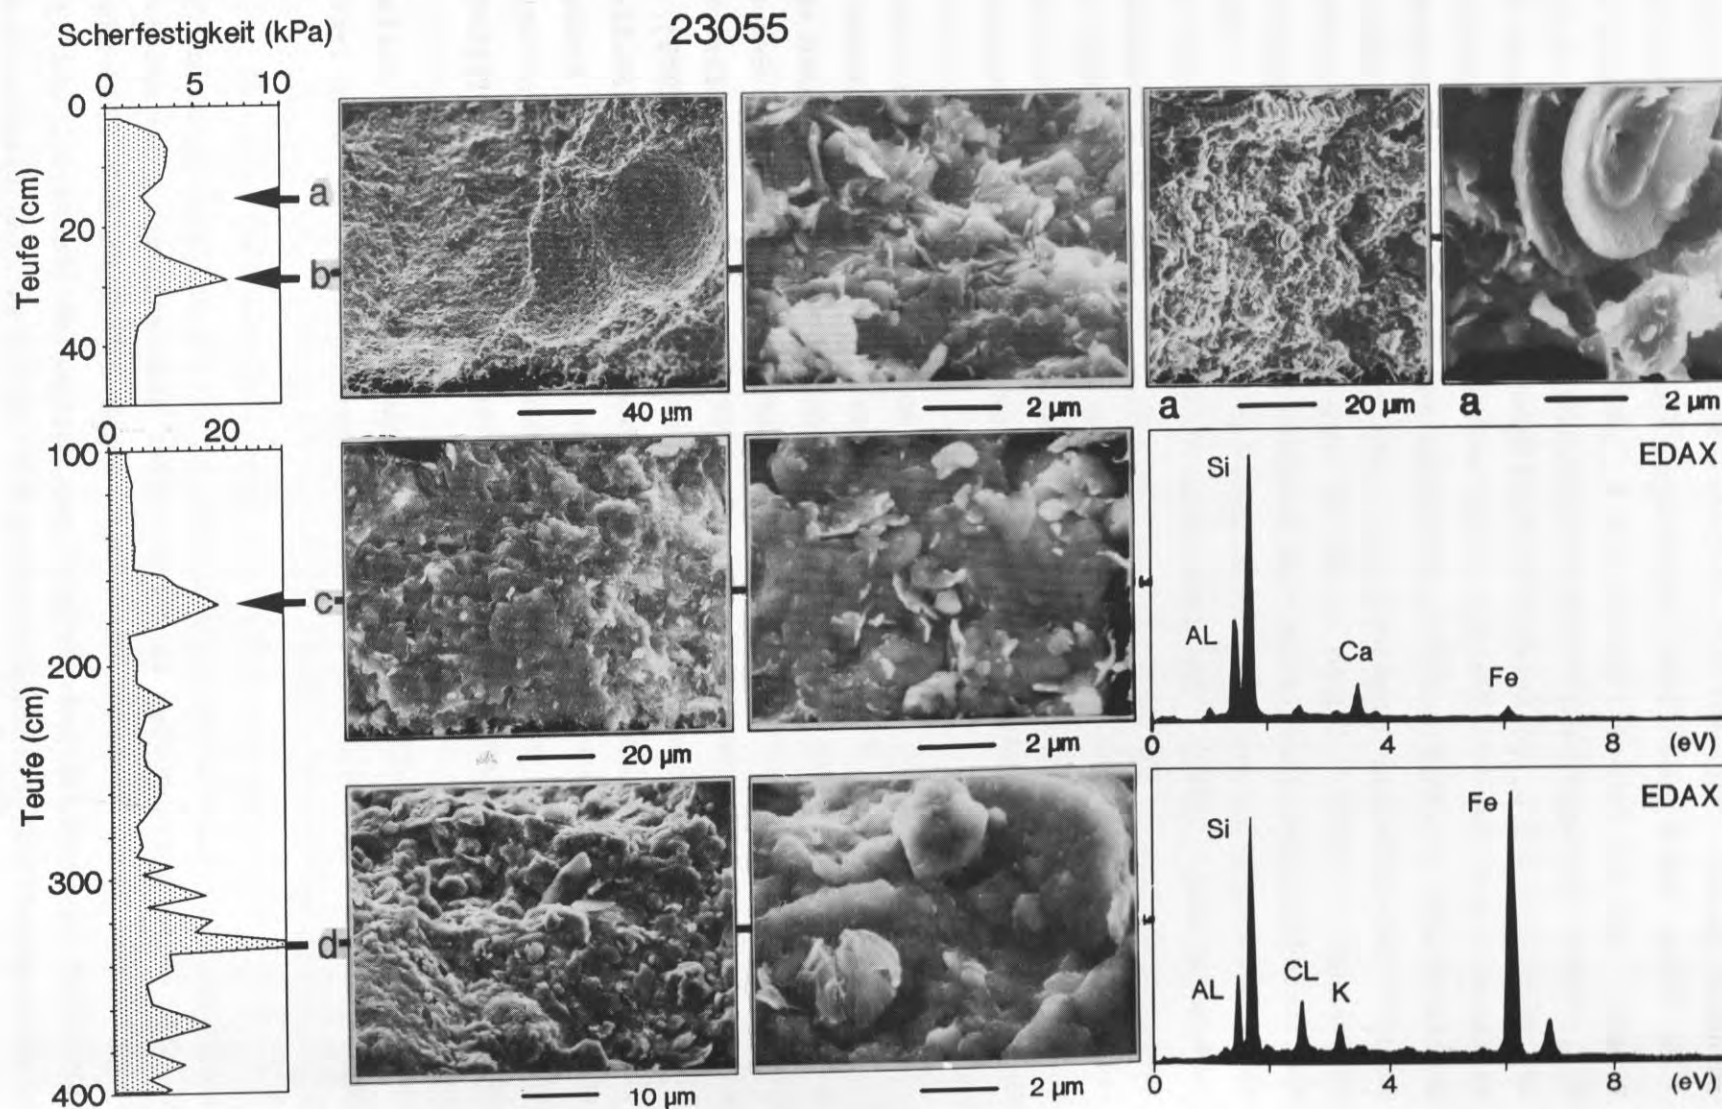 23055
Scherfestigkeit (kPa)
0 5 10
0
20
40
Teufe (cm)
a
b
40 µm
2 µm
a 20 µm
a 2 µm
0 20
100
200
300
400
Teufe (cm)
c
20 µm
2 µm
EDAX
Si
AL
Ca
Fe
0 4 8 (eV)
d
10 µm
2 µm
EDAX
Si
Fe
AL
CL
K
0 4 8 (eV)